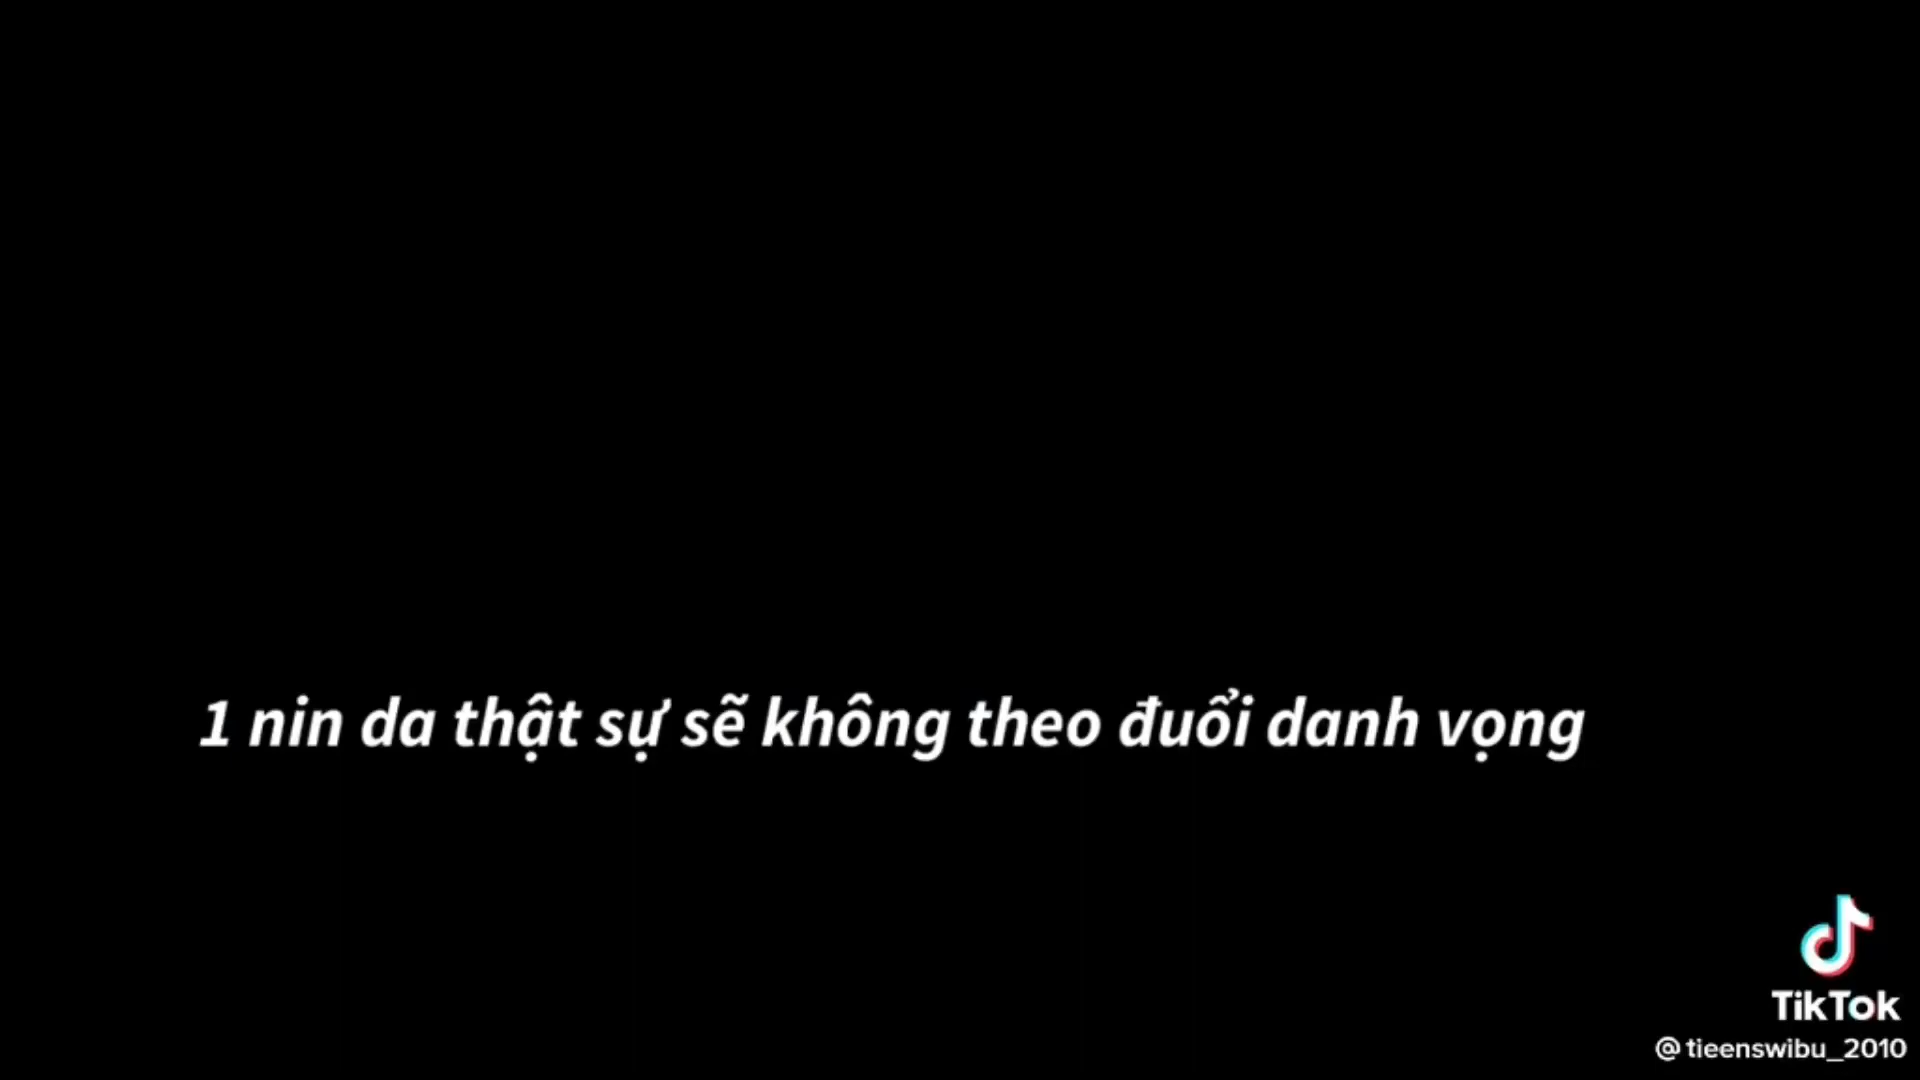 1 nin da thật sự sẽ không theo đuổi danh vọng
TikTok
@tieenswibu_2010